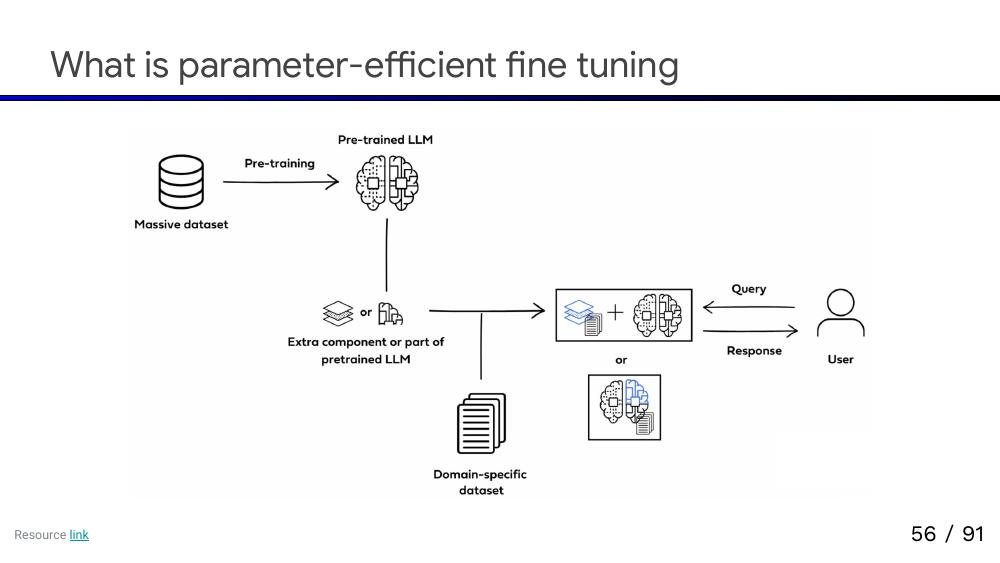 What is parameter-efficient fine tuning
Pre-trained LLM
Pre-training
Massive dataset
or
Extra component or part of
pretrained LLM
Domain-specific
dataset
+
or
Query
Response
User
Resource link
56 / 91